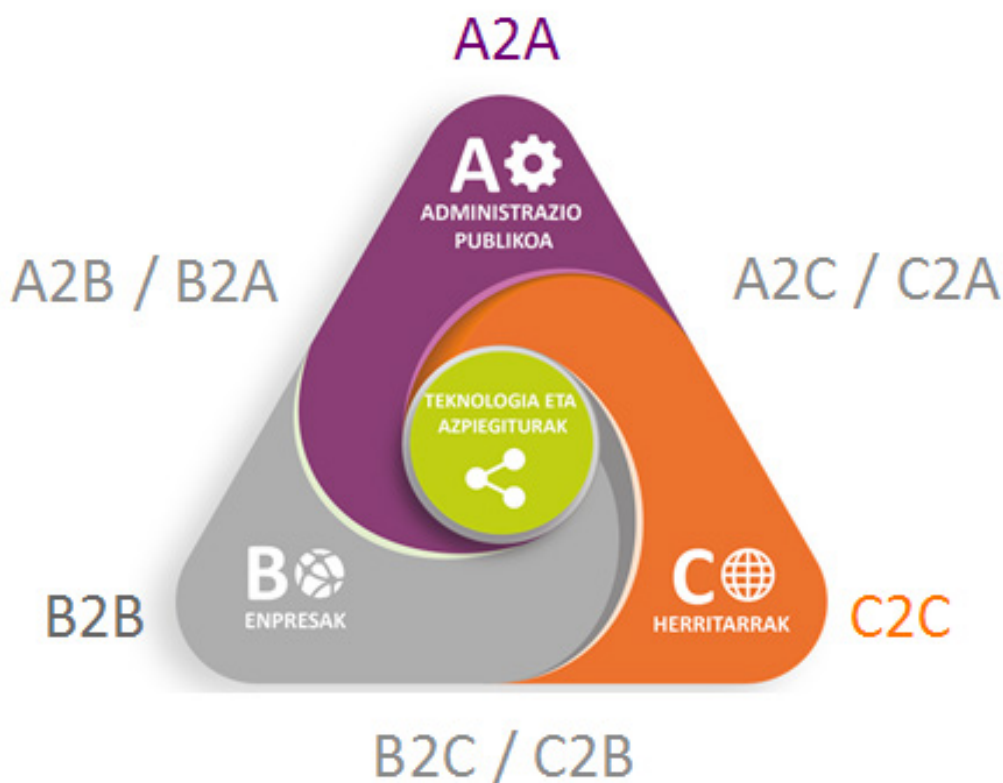 A2A
A
ADMINISTRAZIO
PUBLIKOA
A2B / B2A
A2C / C2A
TEKNOLOGIA ETA
AZPIEGITURAK
B2B
B
ENPRESAK
C
HERRITARRAK
C2C
B2C / C2B